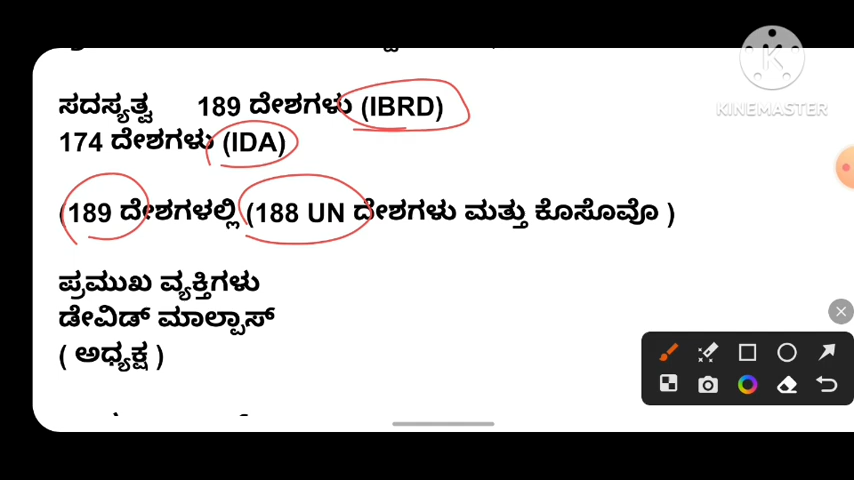 ಸದಸ್ಯತ್ವ 189 ದೇಶಗಳು (IBRD)
174 ದೇಶಗಳು (IDA)
(189 ದೇಶಗಳಲ್ಲಿ (188 UN ದೇಶಗಳು ಮತ್ತು ಕೊಸೊವೊ )
ಪ್ರಮುಖ ವ್ಯಕ್ತಿಗಳು
ಡೇವಿಡ್ ಮಾಲ್ಪಾಸ್
( ಅಧ್ಯಕ್ಷ )
KINEMASTER